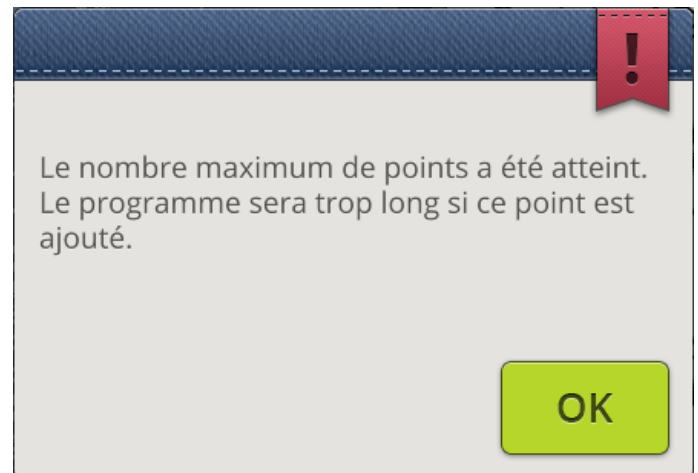 !
Le nombre maximum de points a été atteint.
Le programme sera trop long si ce point est
ajouté.
OK